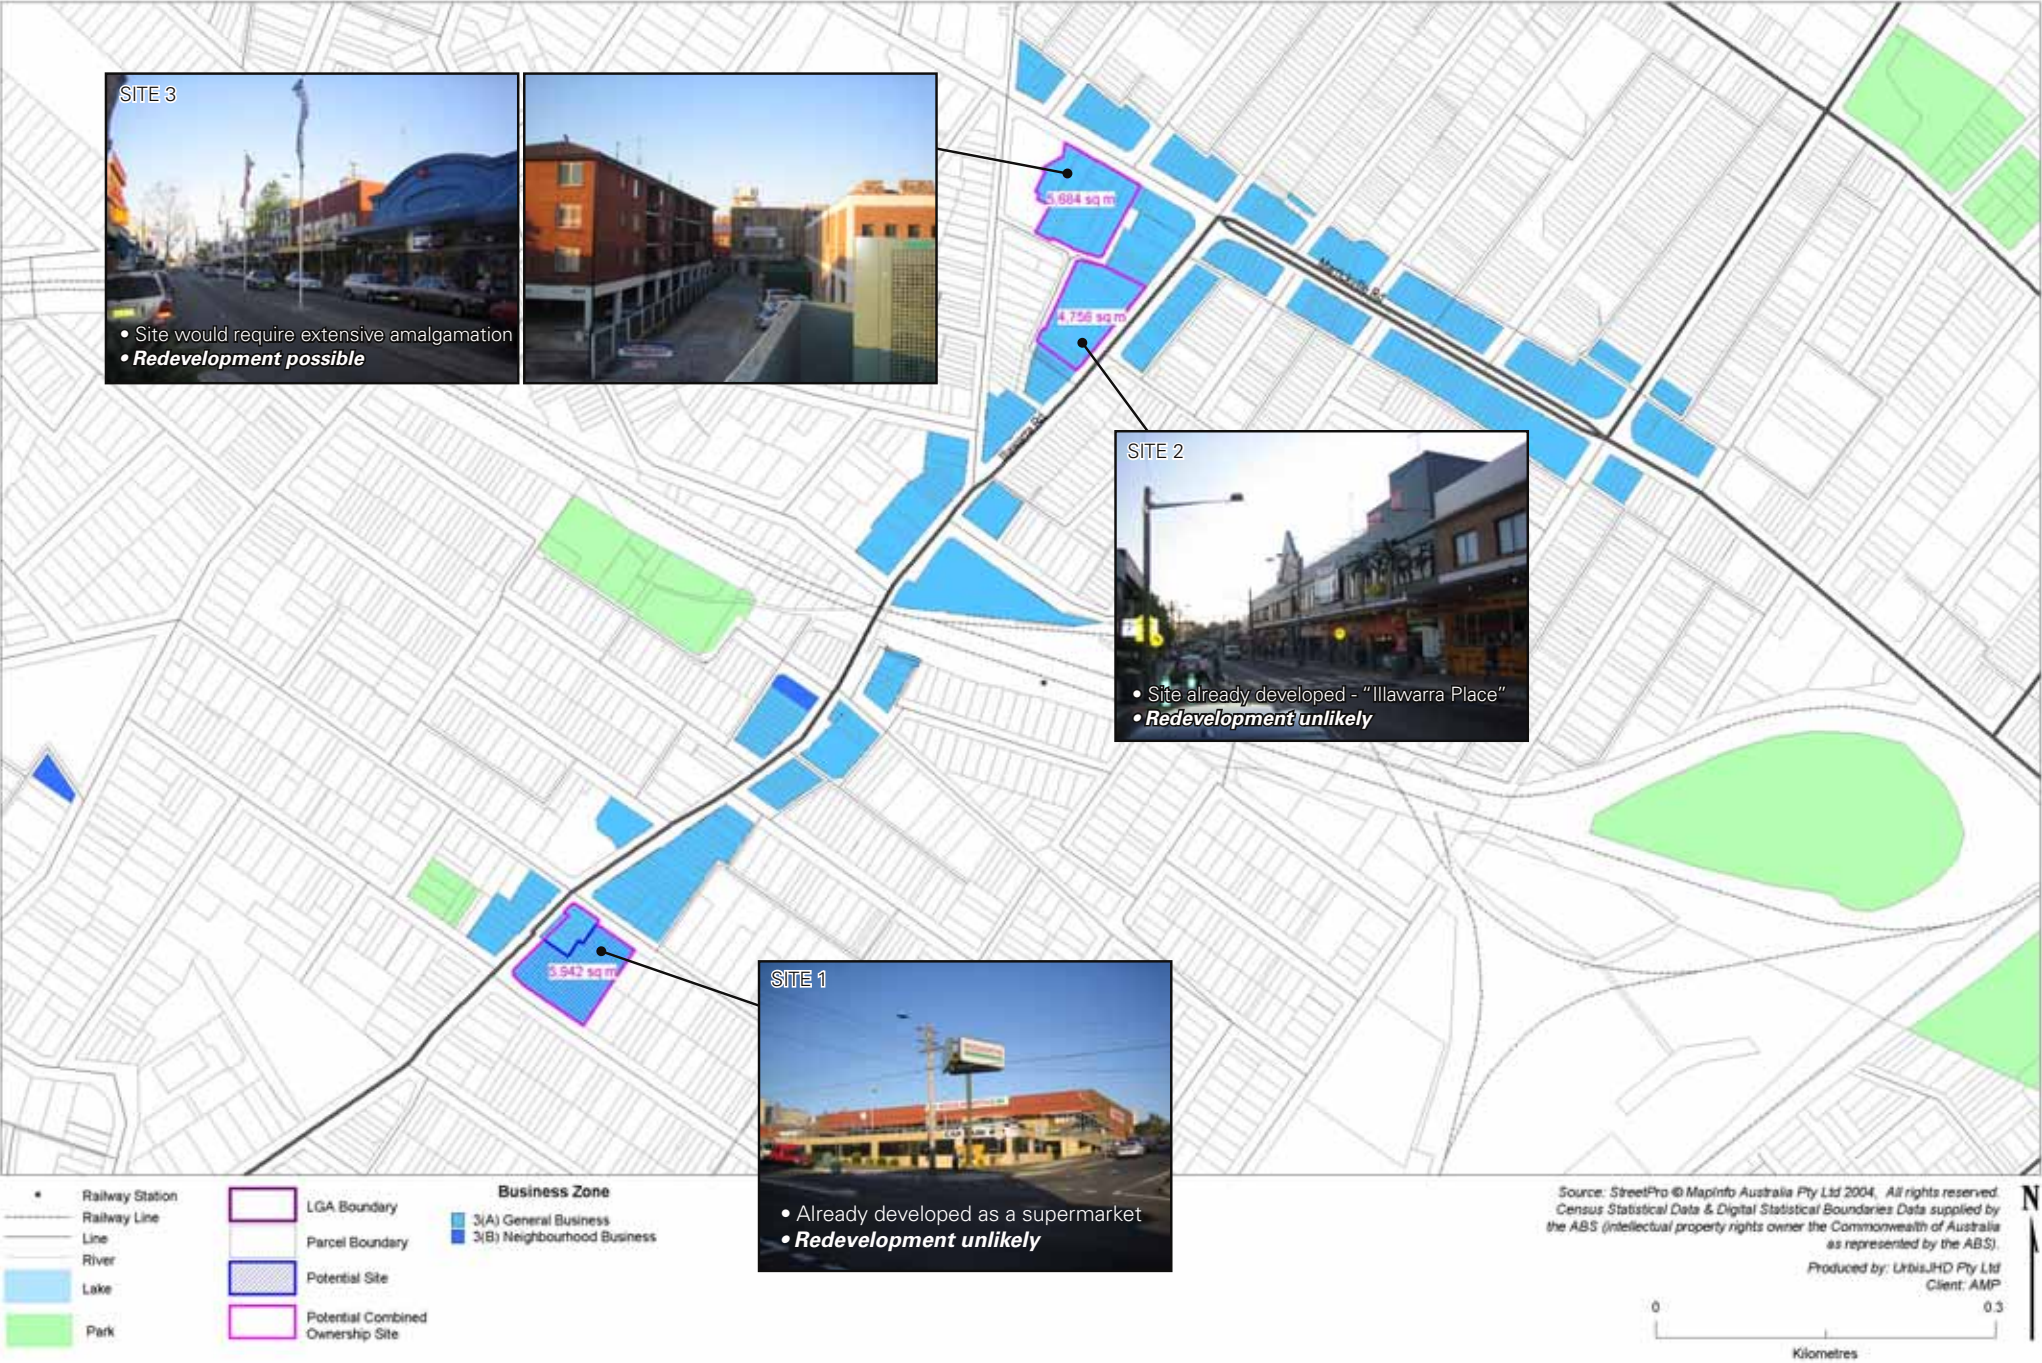 SITE 3
• Site would require extensive amalgamation
• Redevelopment possible
5,684 sq m
4,756 sq m
Marrickville Rd
Illawarra Rd
SITE 2
• Site already developed - “Illawarra Place”
• Redevelopment unlikely
5,942 sq m
SITE 1
• Already developed as a supermarket
• Redevelopment unlikely
Railway Station
Railway Line
Line
River
Lake
Park
LGA Boundary
Parcel Boundary
Potential Site
Potential Combined
Ownership Site
Business Zone
3(A) General Business
3(B) Neighbourhood Business
Source: StreetPro © MapInfo Australia Pty Ltd 2004, All rights reserved.
Census Statistical Data & Digital Statistical Boundaries Data supplied by
the ABS (intellectual property rights owner the Commonwealth of Australia
as represented by the ABS).
Produced by: UrbisJHD Pty Ltd
Client: AMP
N
0 0.3
Kilometres